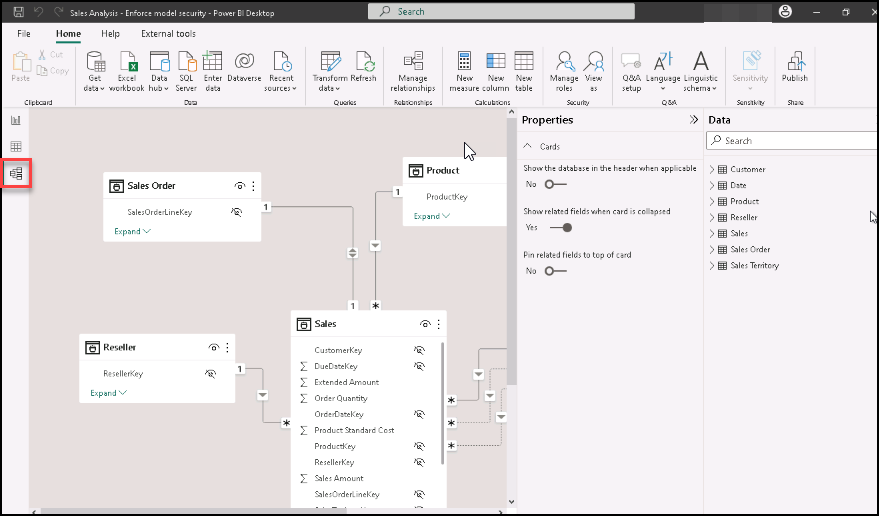 Sales Analysis - Enforce model security - Power BI Desktop
Search
File
Home
Help
External tools
Paste
Cut
Copy
Get data
Excel workbook
Data hub
SQL Server
Enter data
Dataverse
Recent sources
Transform data
Refresh
Manage relationships
New measure
New column
New table
Manage roles
View as
Q&A setup
Language
Linguistic schema
Sensitivity
Publish
Clipboard
Data
Queries
Relationships
Calculations
Security
Q&A
Sensitivity
Share
Sales Order
SalesOrderLineKey
Expand
1
Product
ProductKey
Expand
1
1
*
Reseller
ResellerKey
Expand
1
*
Sales
CustomerKey
DueDateKey
Extended Amount
Order Quantity
OrderDateKey
Product Standard Cost
ProductKey
ResellerKey
Sales Amount
SalesOrderLineKey
*
*
*
Properties
Cards
Show the database in the header when applicable
No
Show related fields when card is collapsed
Yes
Pin related fields to top of card
No
Data
Search
Customer
Date
Product
Reseller
Sales
Sales Order
Sales Territory